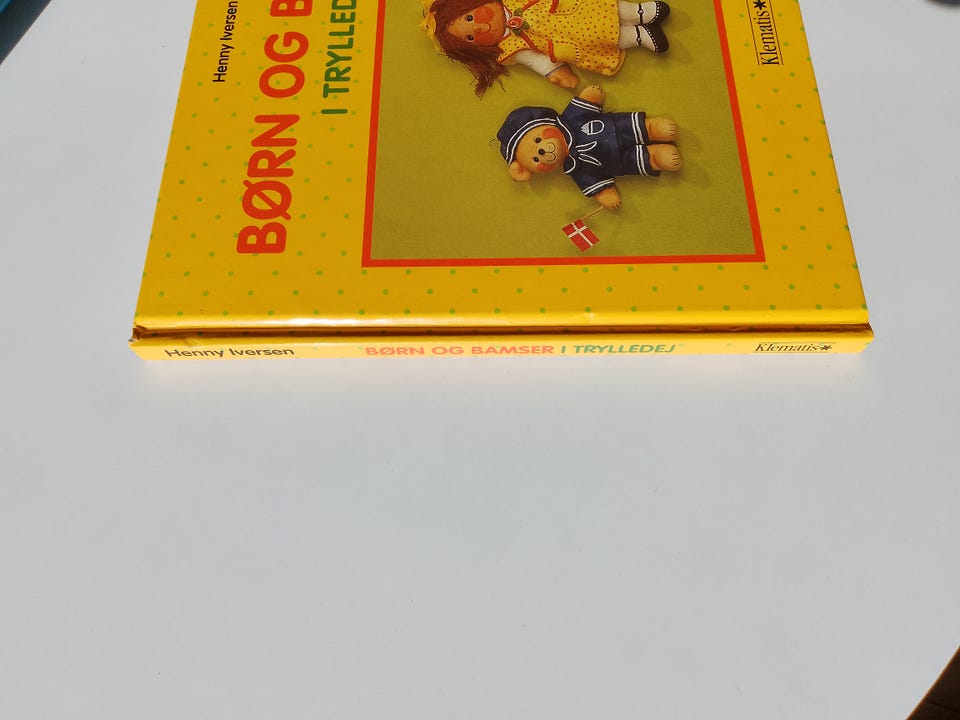 Henny Iversen
BØRN OG B
I TRYLLED
Klematis
Henny Iversen BØRN OG BAMSER I TRYLLEDEJ Klematis